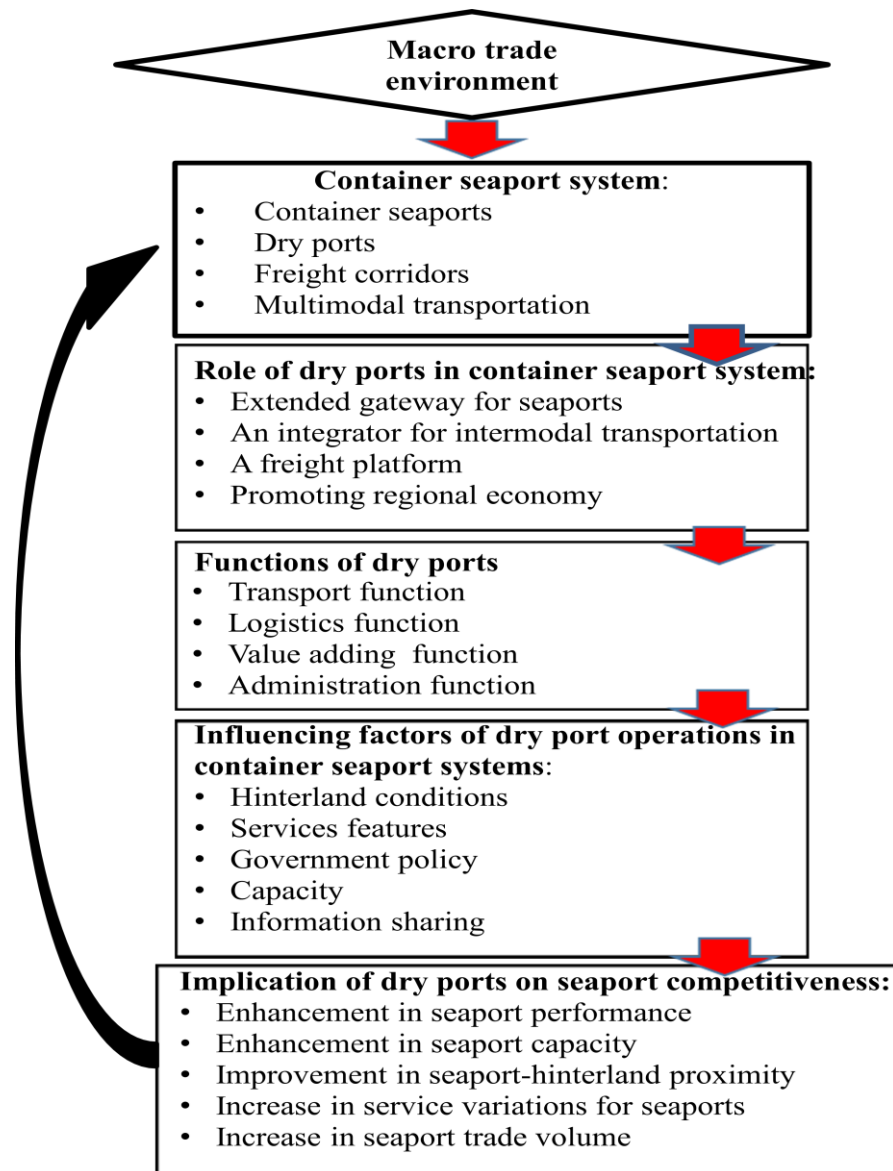 Macro trade
environment
Container seaport system:
• Container seaports
• Dry ports
• Freight corridors
• Multimodal transportation
Role of dry ports in container seaport system:
• Extended gateway for seaports
• An integrator for intermodal transportation
• A freight platform
• Promoting regional economy
Functions of dry ports
• Transport function
• Logistics function
• Value adding function
• Administration function
Influencing factors of dry port operations in
container seaport systems:
• Hinterland conditions
• Services features
• Government policy
• Capacity
• Information sharing
Implication of dry ports on seaport competitiveness:
• Enhancement in seaport performance
• Enhancement in seaport capacity
• Improvement in seaport-hinterland proximity
• Increase in service variations for seaports
• Increase in seaport trade volume